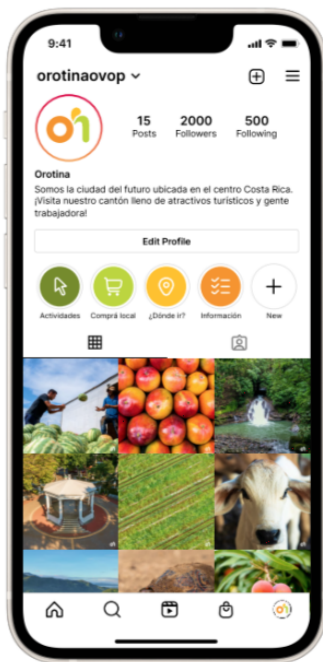 9:41
orotinaovop
15 2000 500
Posts Followers Following
Orotina
Somos la ciudad del futuro ubicada en el centro Costa Rica.
¡Visita nuestro cantón lleno de atractivos turísticos y gente
trabajadora!
Edit Profile
Actividades Comprá local ¿Dónde ir? Información New